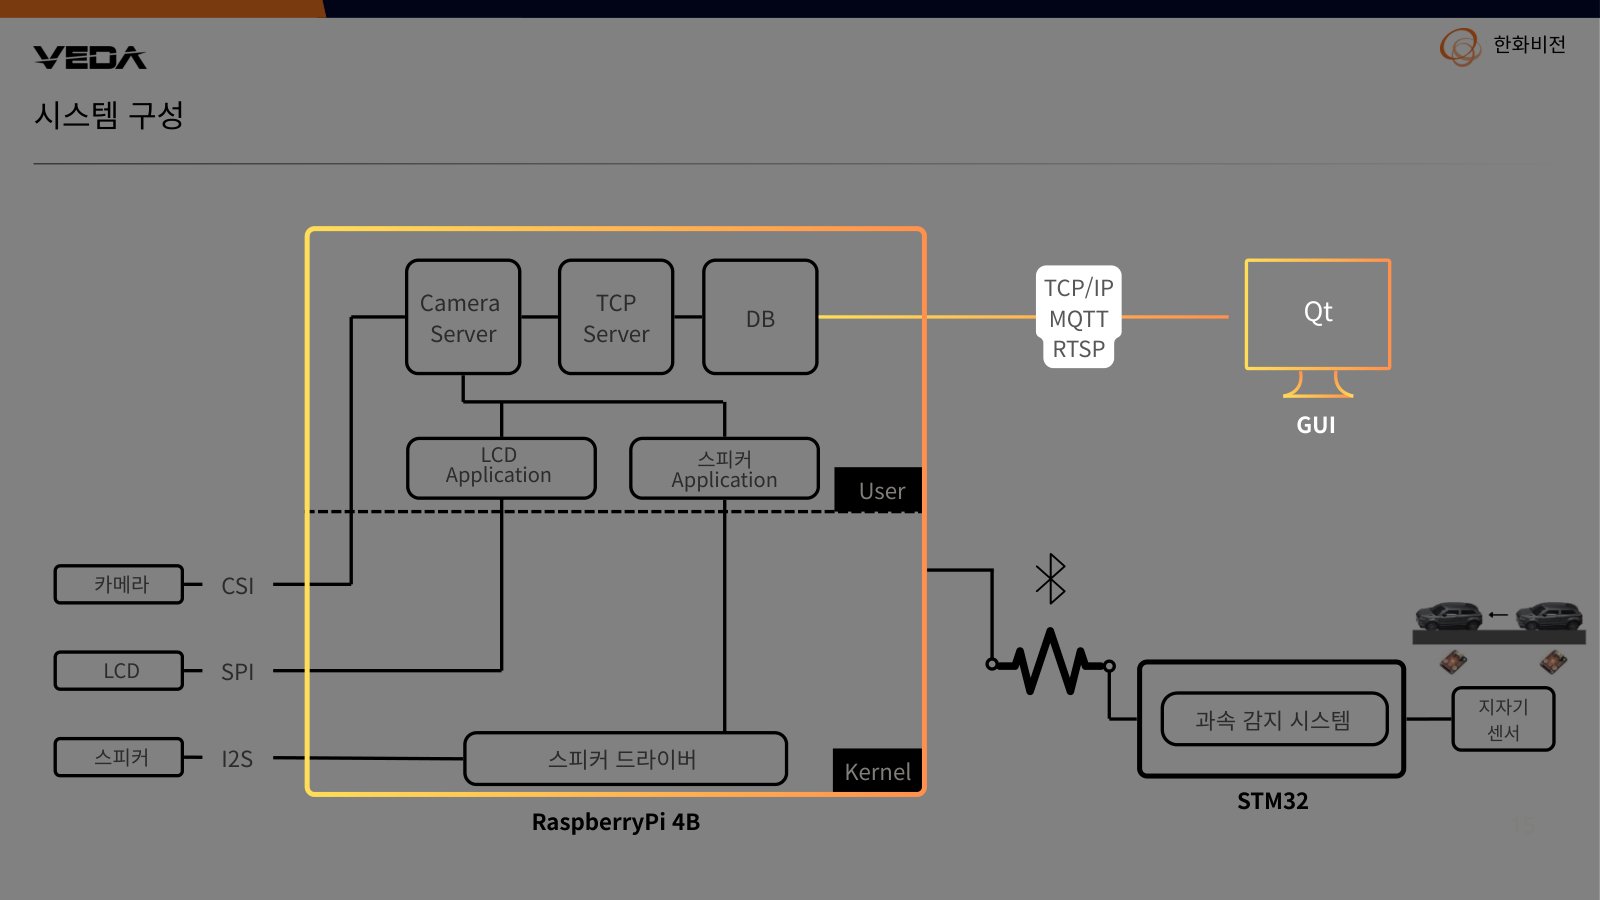 VEDA
한화비전
시스템 구성
Camera
Server
TCP
Server
DB
TCP/IP
MQTT
RTSP
Qt
GUI
LCD
Application
스피커
Application
User
카메라
CSI
LCD
SPI
스피커
I2S
스피커 드라이버
Kernel
RaspberryPi 4B
과속 감지 시스템
STM32
지자기
센서
15